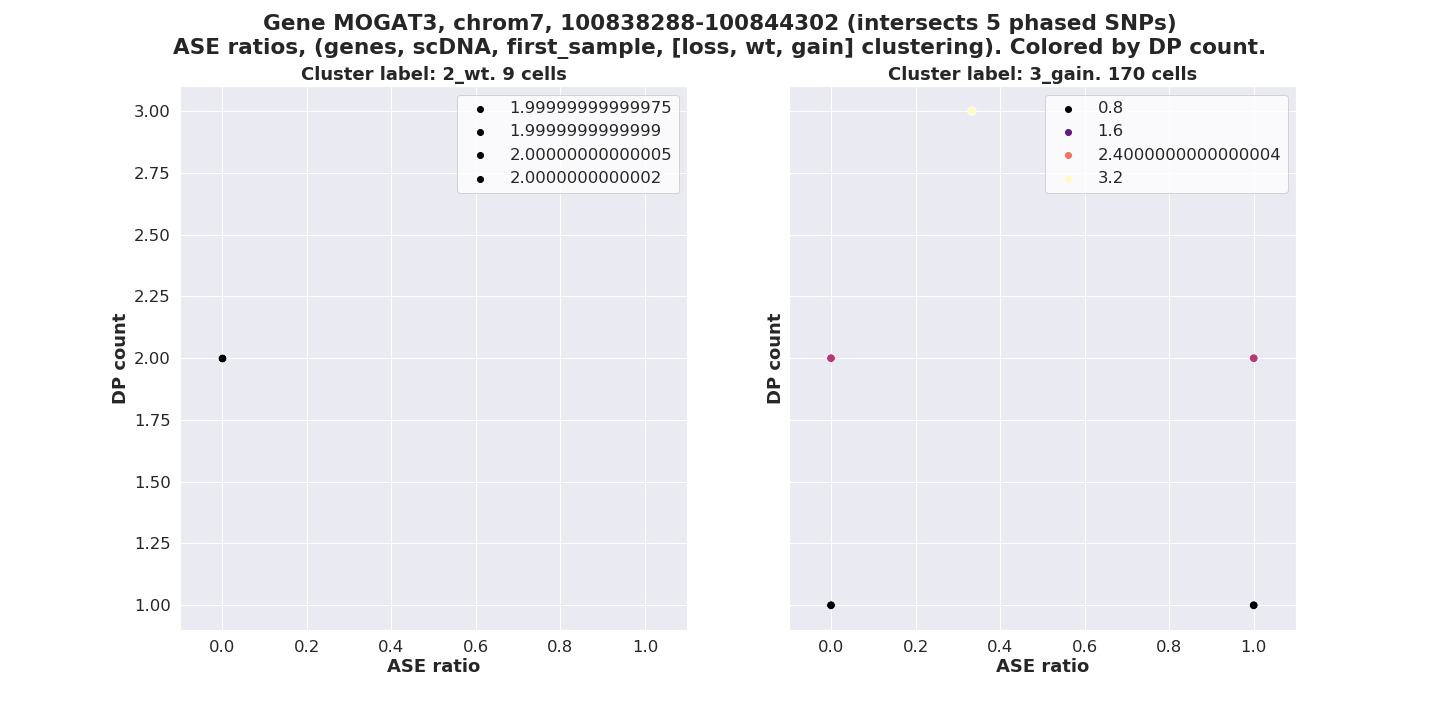 Gene MOGAT3, chrom7, 100838288-100844302 (intersects 5 phased SNPs)
ASE ratios, (genes, scDNA, first_sample, [loss, wt, gain] clustering). Colored by DP count.
Cluster label: 2_wt. 9 cells
1.99999999999975
1.9999999999999
2.00000000000005
2.0000000000002
3.00
2.75
2.50
2.25
2.00
1.75
1.50
1.25
1.00
DP count
0.0 0.2 0.4 0.6 0.8 1.0
ASE ratio
Cluster label: 3_gain. 170 cells
0.8
1.6
2.4000000000000004
3.2
DP count
0.0 0.2 0.4 0.6 0.8 1.0
ASE ratio